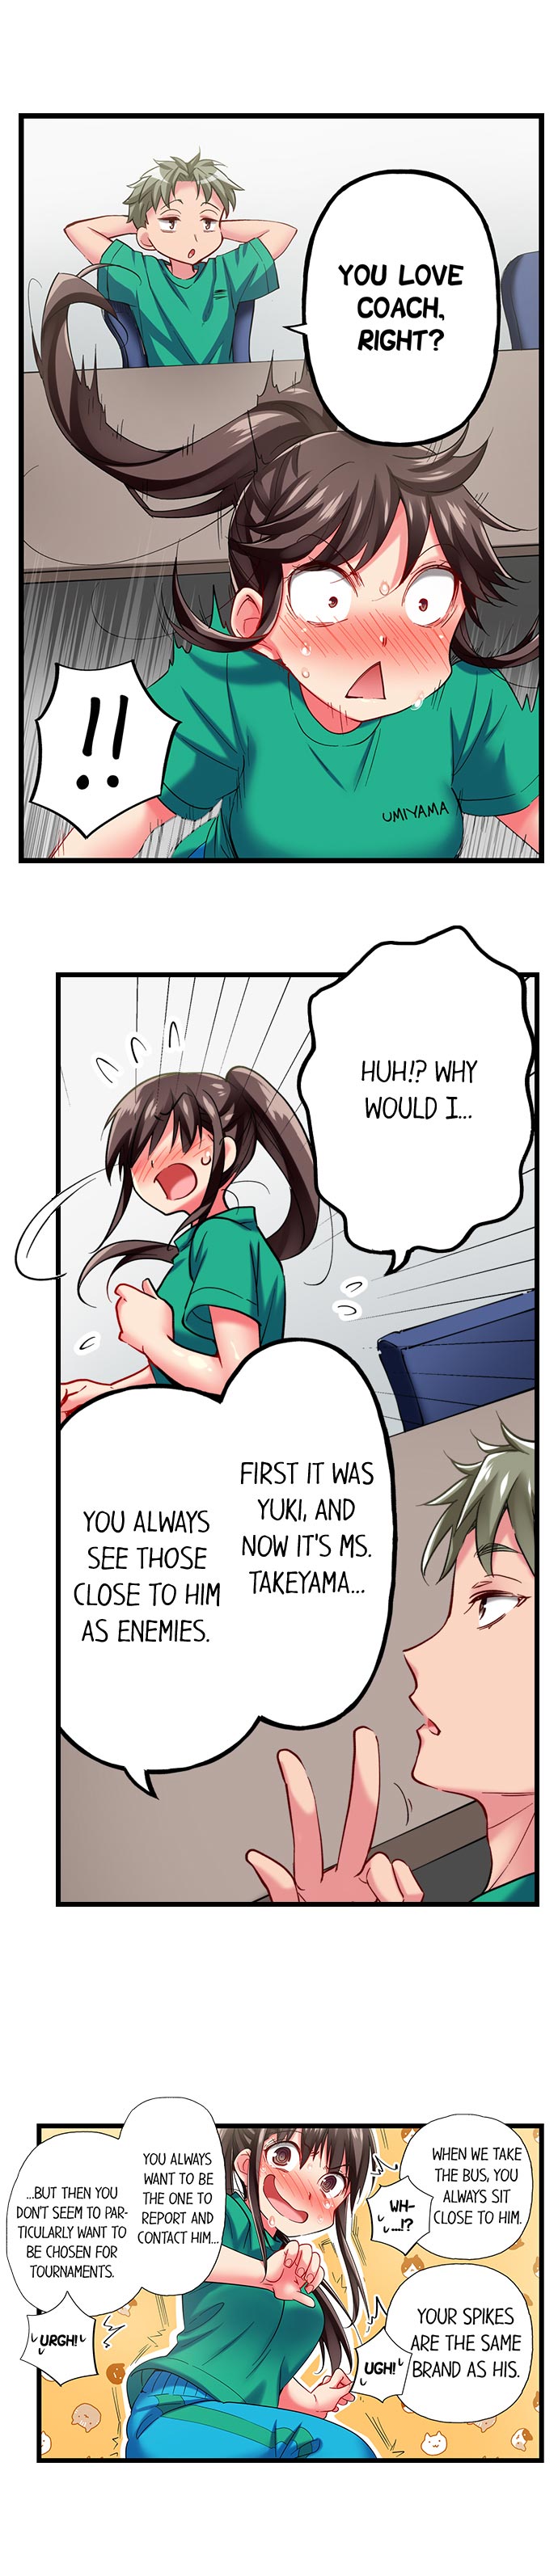 YOU LOVE
COACH,
RIGHT?
!!
UMIYAMA
HUH!? WHY
WOULD I...
FIRST IT WAS
YUKI, AND
NOW IT'S MS.
TAKEYAMA...
YOU ALWAYS
SEE THOSE
CLOSE TO HIM
AS ENEMIES.
WHEN WE TAKE
THE BUS, YOU
ALWAYS SIT
CLOSE TO HIM.
WH-
...!?
YOUR SPIKES
ARE THE SAME
BRAND AS HIS.
UGH!
YOU ALWAYS
WANT TO BE
THE ONE TO
REPORT AND
CONTACT HIM...
...BUT THEN YOU
DON'T SEEM TO PAR-
TICULARLY WANT TO
BE CHOSEN FOR
TOURNAMENTS.
URGH!